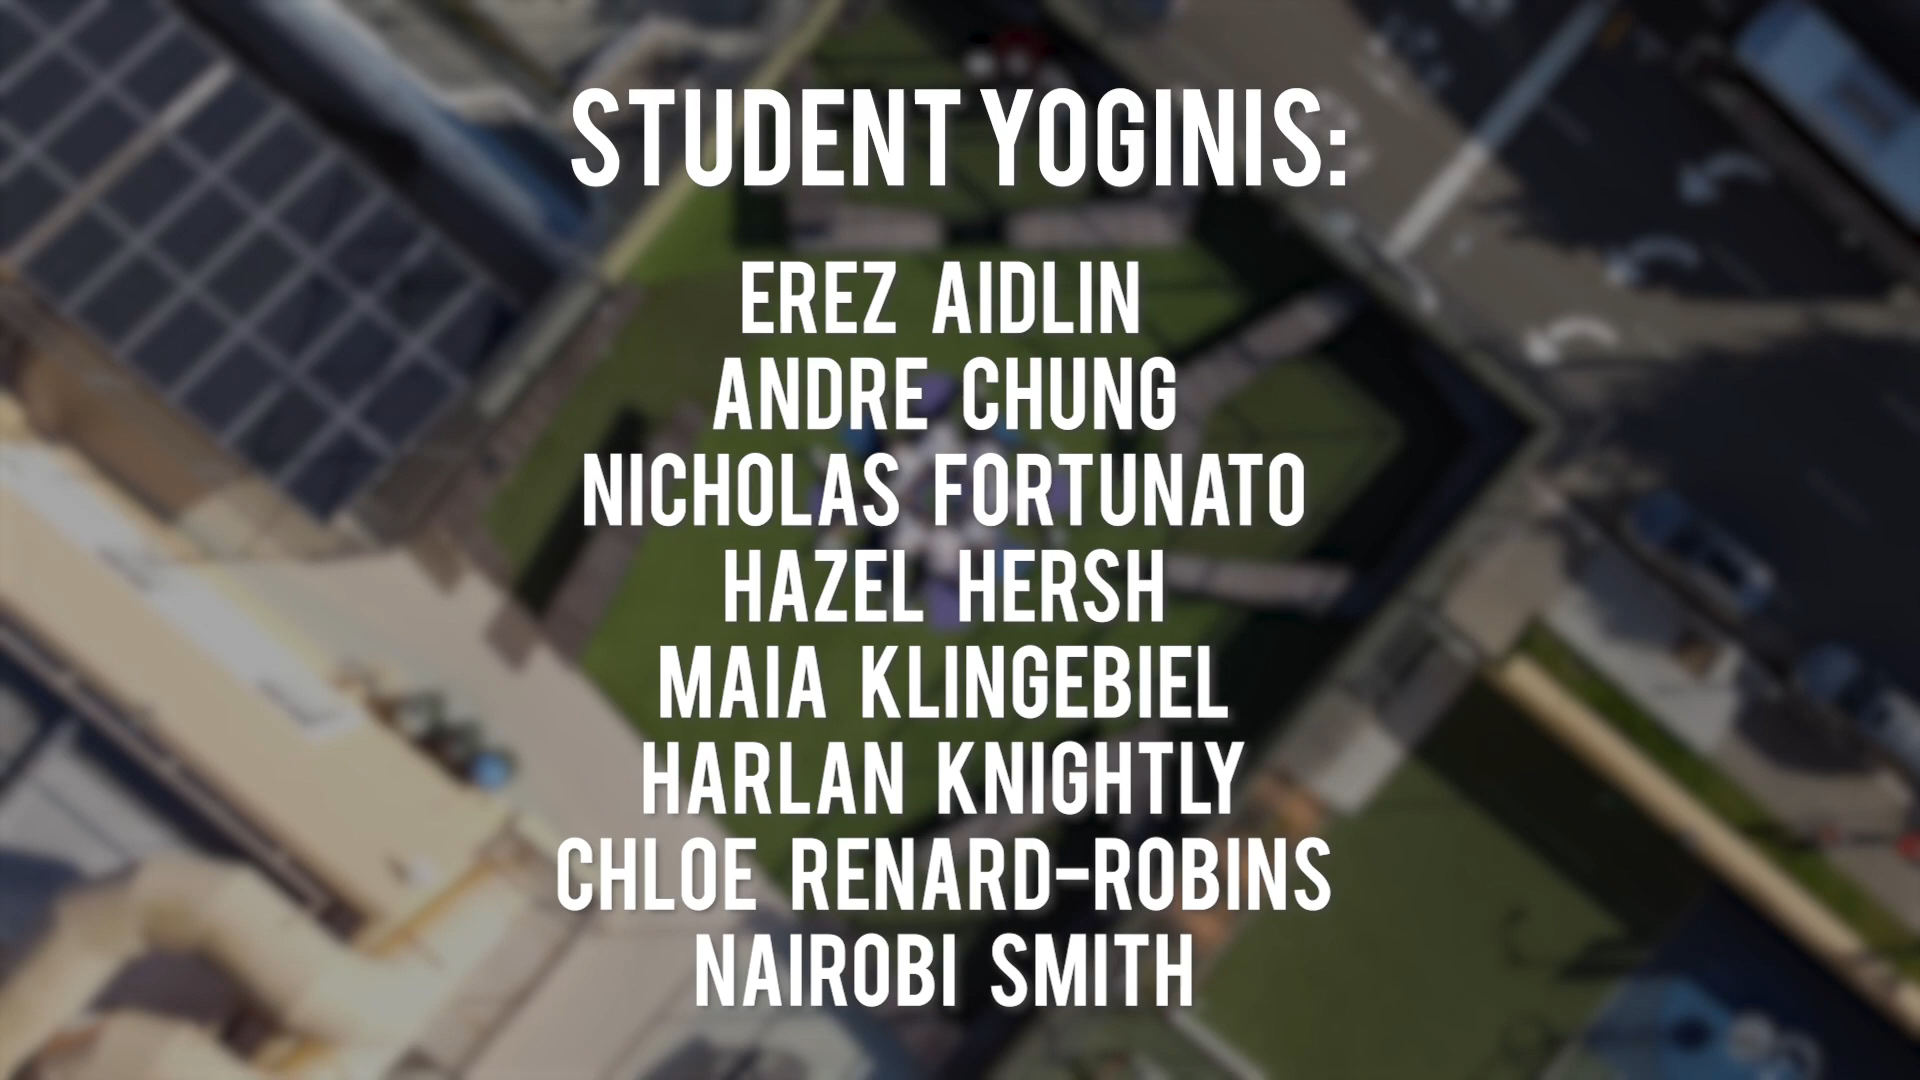 STUDENT YOGINIS:
EREZ AIDLIN
ANDRE CHUNG
NICHOLAS FORTUNATO
HAZEL HERSH
MAIA KLINGEBIEL
HARLAN KNIGHTLY
CHLOE RENARD-ROBINS
NAIROBI SMITH